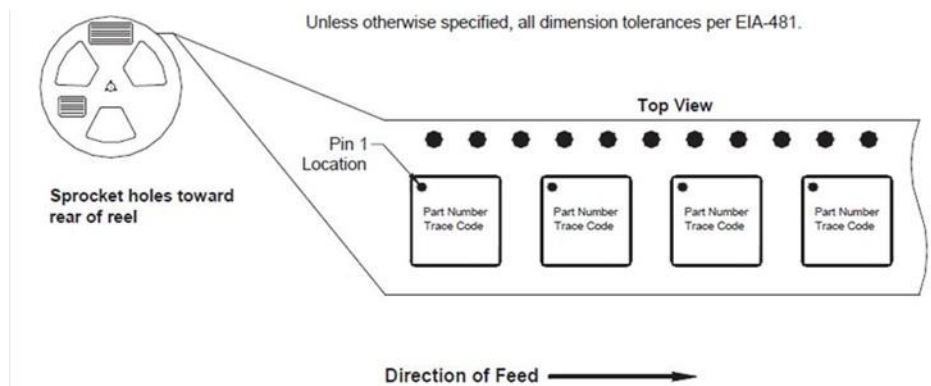 Unless otherwise specified, all dimension tolerances per EIA-481.
Top View
Pin 1
Location
Sprocket holes toward
rear of reel
Part Number
Trace Code
Part Number
Trace Code
Part Number
Trace Code
Part Number
Trace Code
Direction of Feed